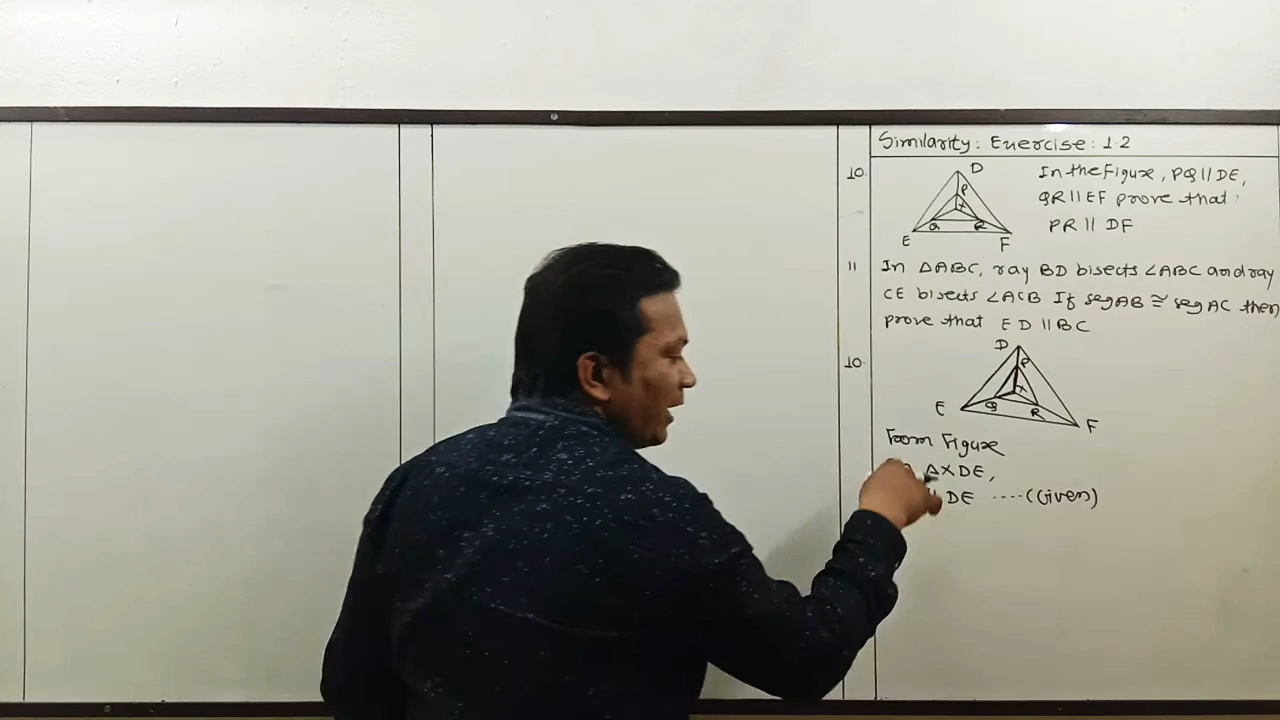 Similarity: Exercise: 1.2
10.
D
P
X
Q
R
E
F
In the Figure, PQ || DE,
QR || EF prove that:
PR || DF
11 In △ABC, ray BD bisects ∠ABC and ray
CE bisects ∠ACB If seg AB ≅ seg AC then
prove that ED || BC
10.
D
P
X
E
Q
R
F
From Figure
△XDE,
|| DE ....(Given)